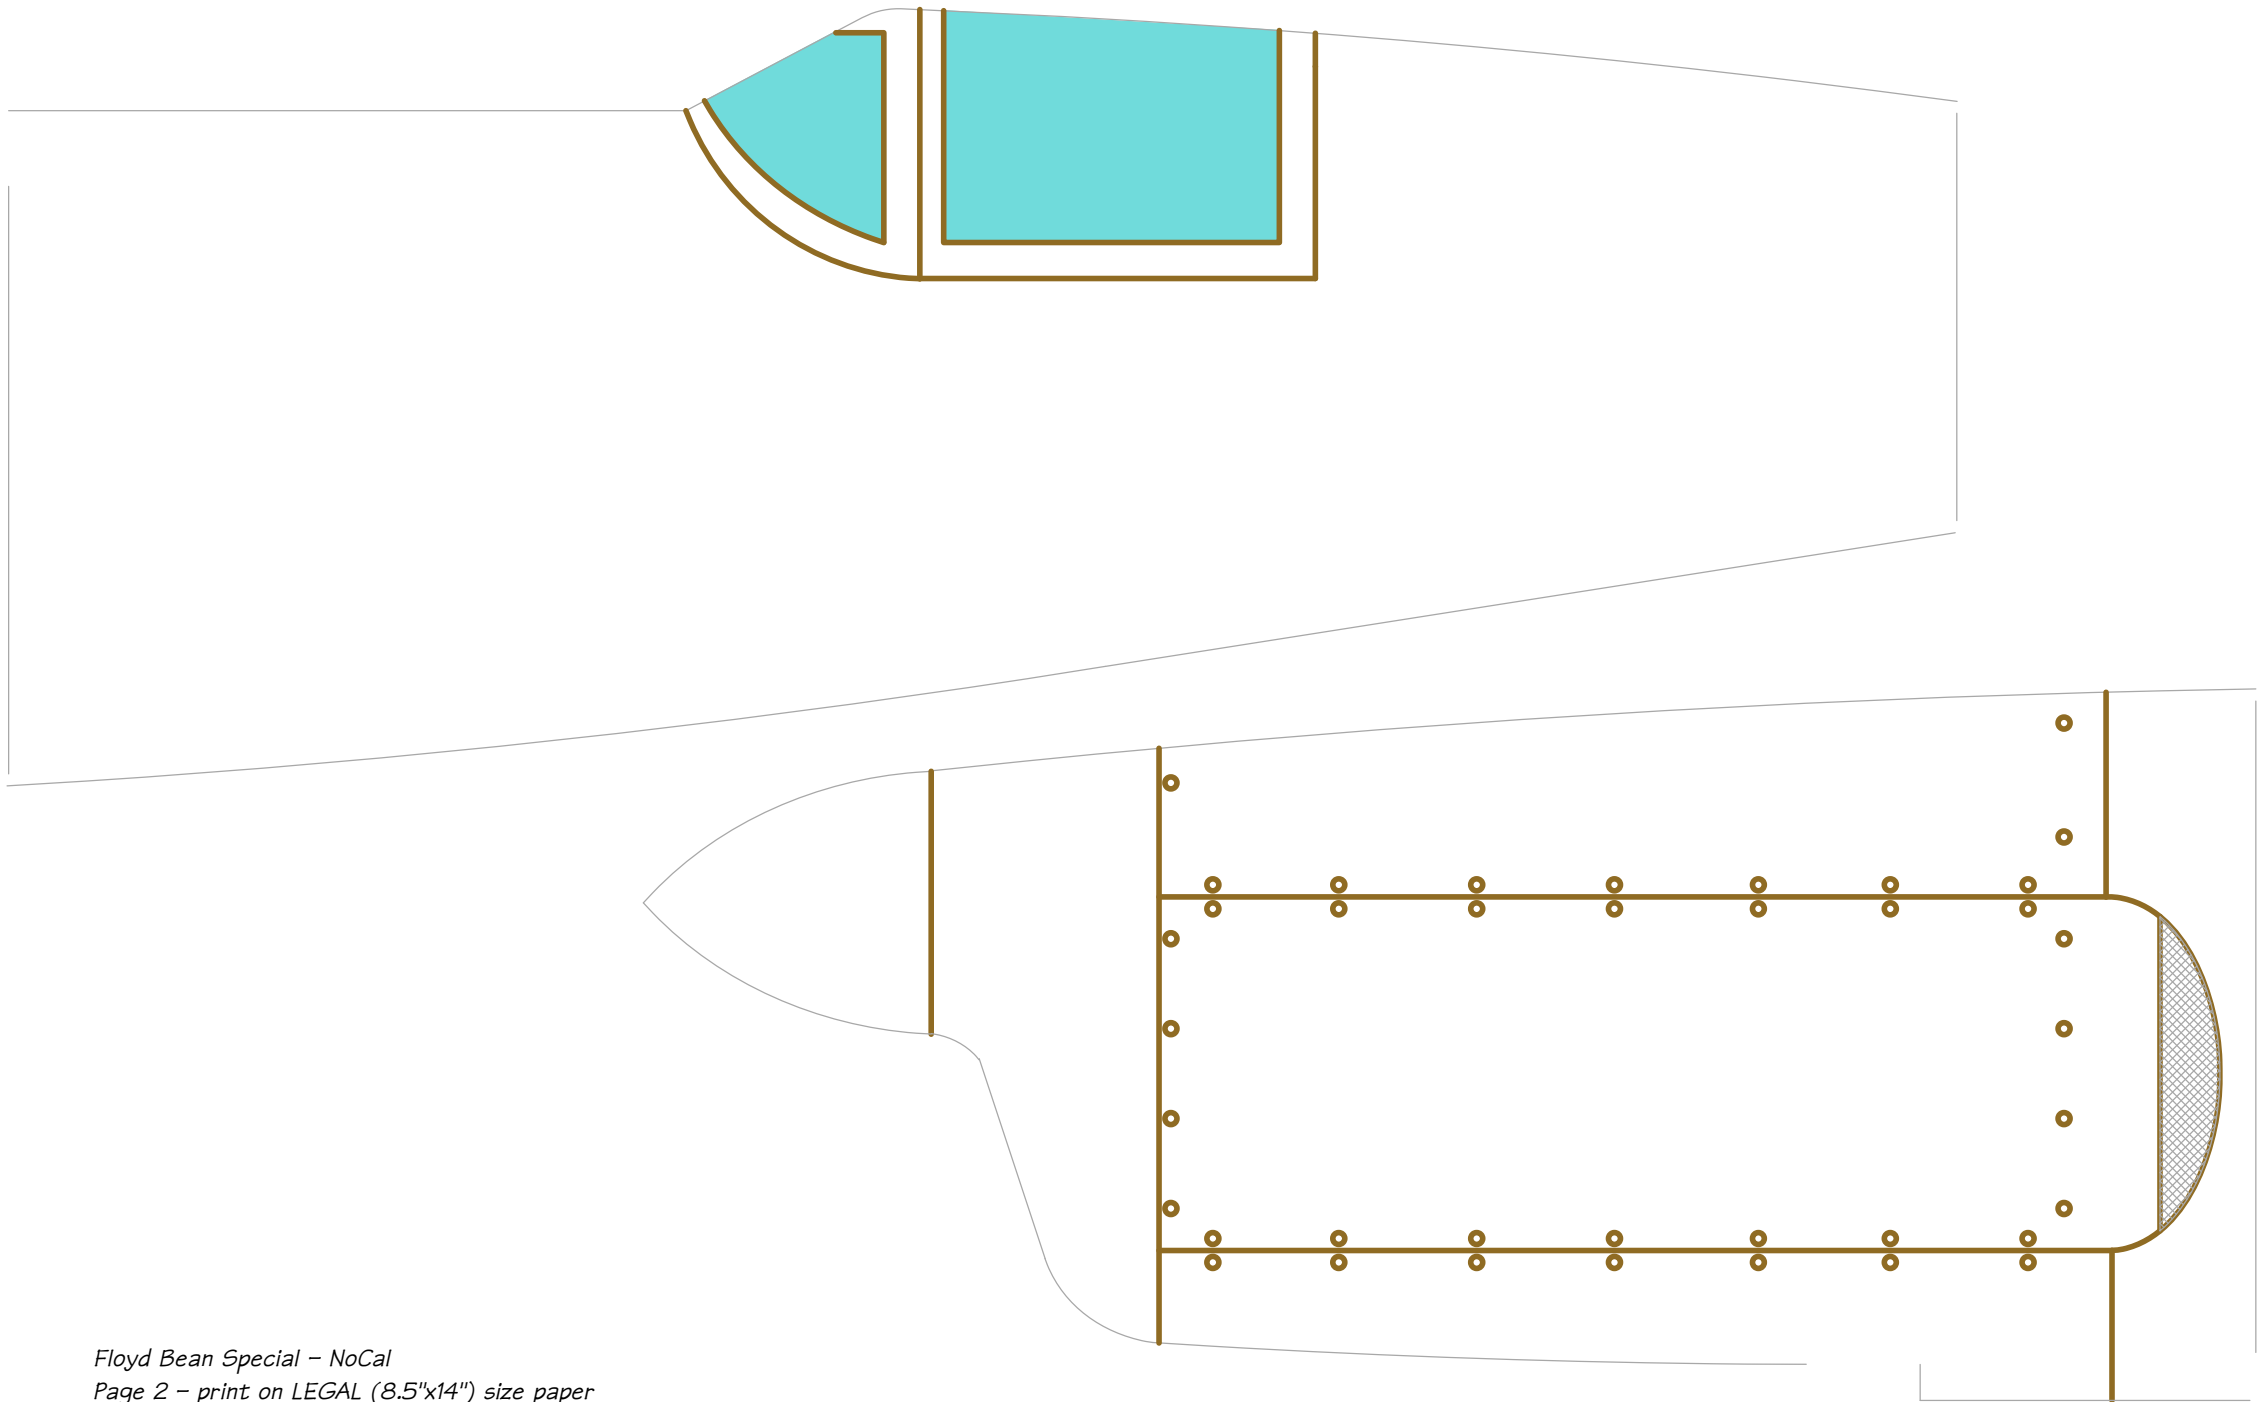 Floyd Bean Special – NoCal
Page 2 – print on LEGAL (8.5"x14") size paper